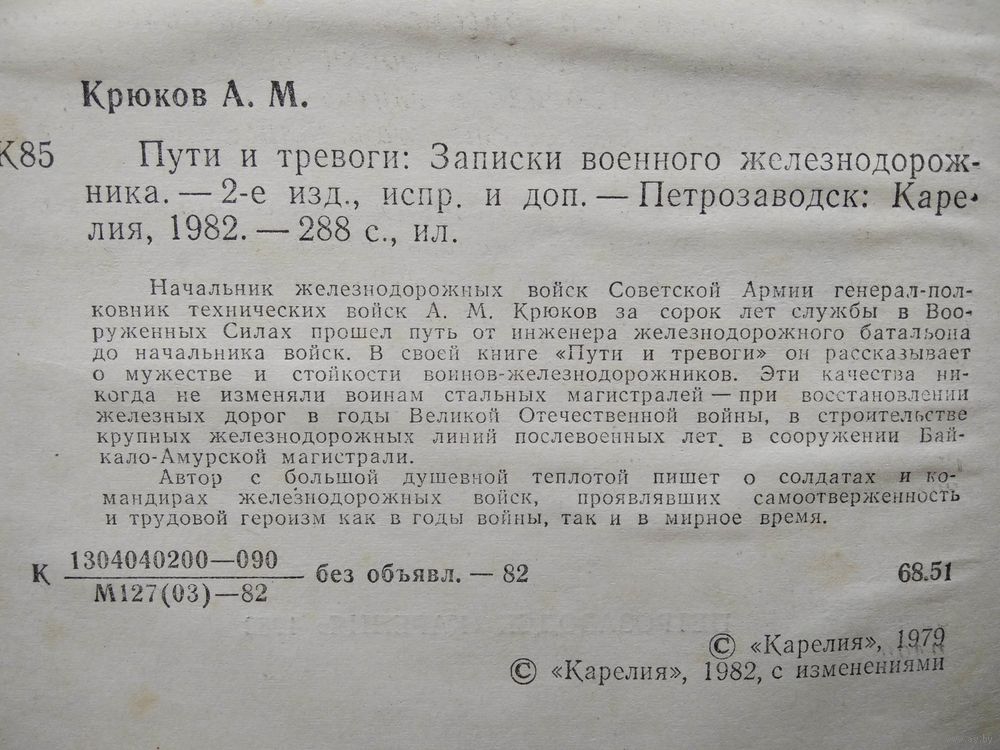 Крюков А. М.
К85 Пути и тревоги: Записки военного железнодорож-
ника. — 2-е изд., испр. и доп. — Петрозаводск: Каре-
лия, 1982. — 288 с., ил.
Начальник железнодорожных войск Советской Армии генерал-пол-
ковник технических войск А. М. Крюков за сорок лет службы в Воо-
руженных Силах прошел путь от инженера железнодорожного батальона
до начальника войск. В своей книге «Пути и тревоги» он рассказывает
о мужестве и стойкости воинов-железнодорожников. Эти качества ни-
когда не изменяли воинам стальных магистралей — при восстановлении
железных дорог в годы Великой Отечественной войны, в строительстве
крупных железнодорожных линий послевоенных лет, в сооружении Бай-
кало-Амурской магистрали.
Автор с большой душевной теплотой пишет о солдатах и ко-
мандирах железнодорожных войск, проявлявших самоотверженность
и трудовой героизм как в годы войны, так и в мирное время.
К 1304040200—090
М127(03)—82 без объявл. — 82 68.51
© «Карелия», 1979
© «Карелия», 1982, с изменениями
www.ay.by